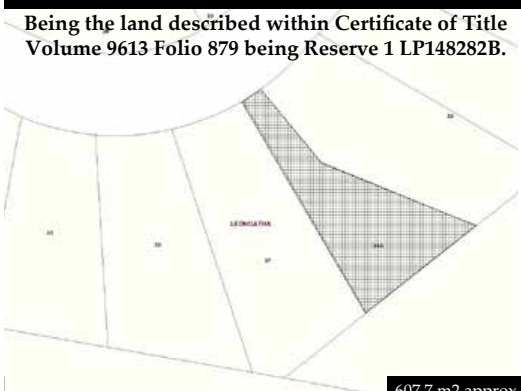 Being the land described within Certificate of Title
Volume 9613 Folio 879 being Reserve 1 LP148282B.
LEONGATHA
607.7 m2 approx